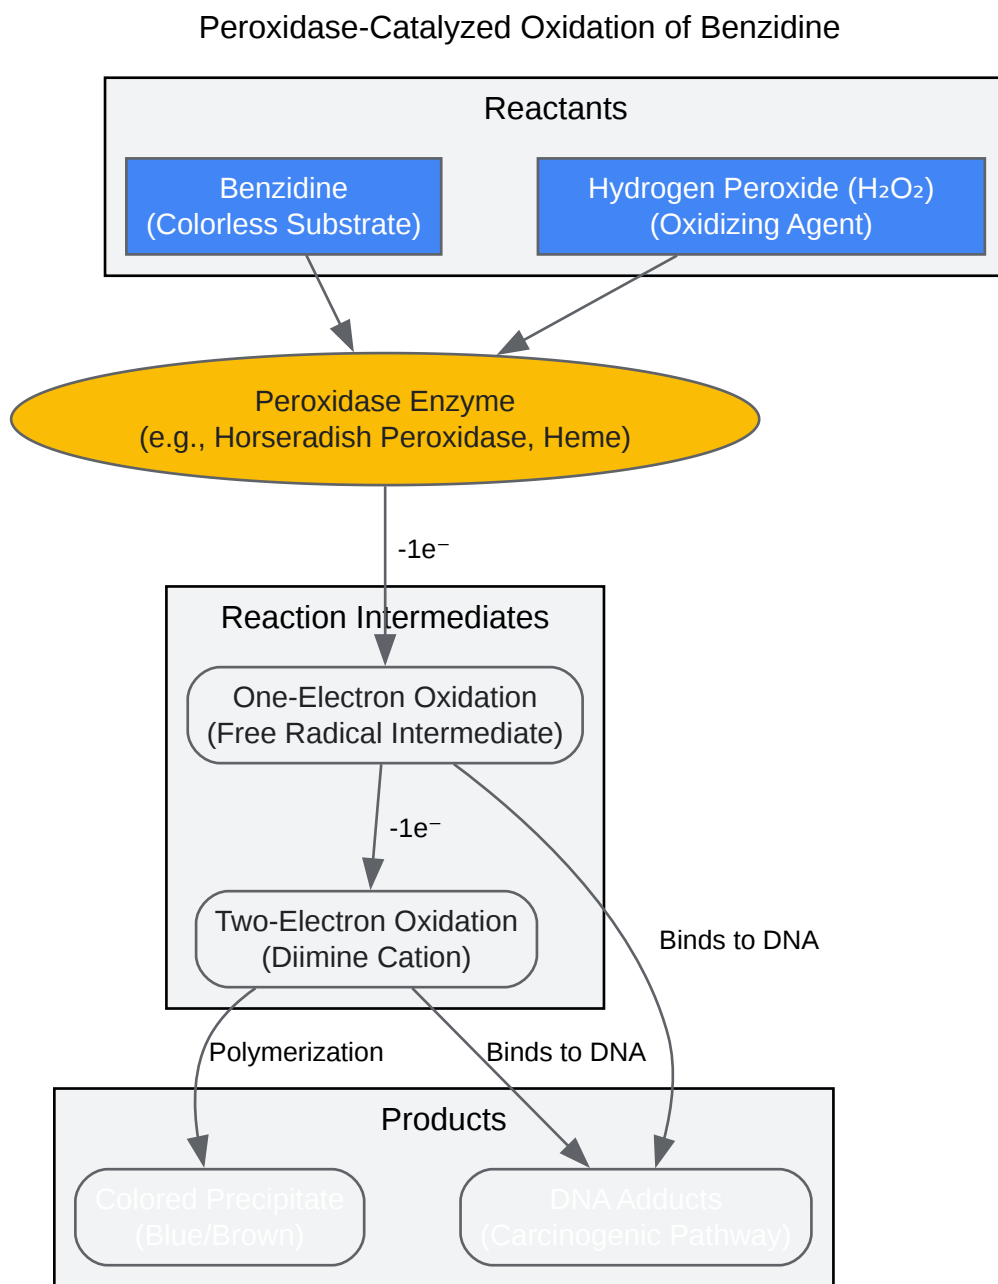 Peroxidase-Catalyzed Oxidation of Benzidine
Reactants
Benzidine
(Colorless Substrate)
Hydrogen Peroxide (H₂O₂)
(Oxidizing Agent)
Peroxidase Enzyme
(e.g., Horseradish Peroxidase, Heme)
-1e⁻
Reaction Intermediates
One-Electron Oxidation
(Free Radical Intermediate)
-1e⁻
Two-Electron Oxidation
(Diimine Cation)
Binds to DNA
Polymerization
Binds to DNA
Products
Colored Precipitate
(Blue/Brown)
DNA Adducts
(Carcinogenic Pathway)